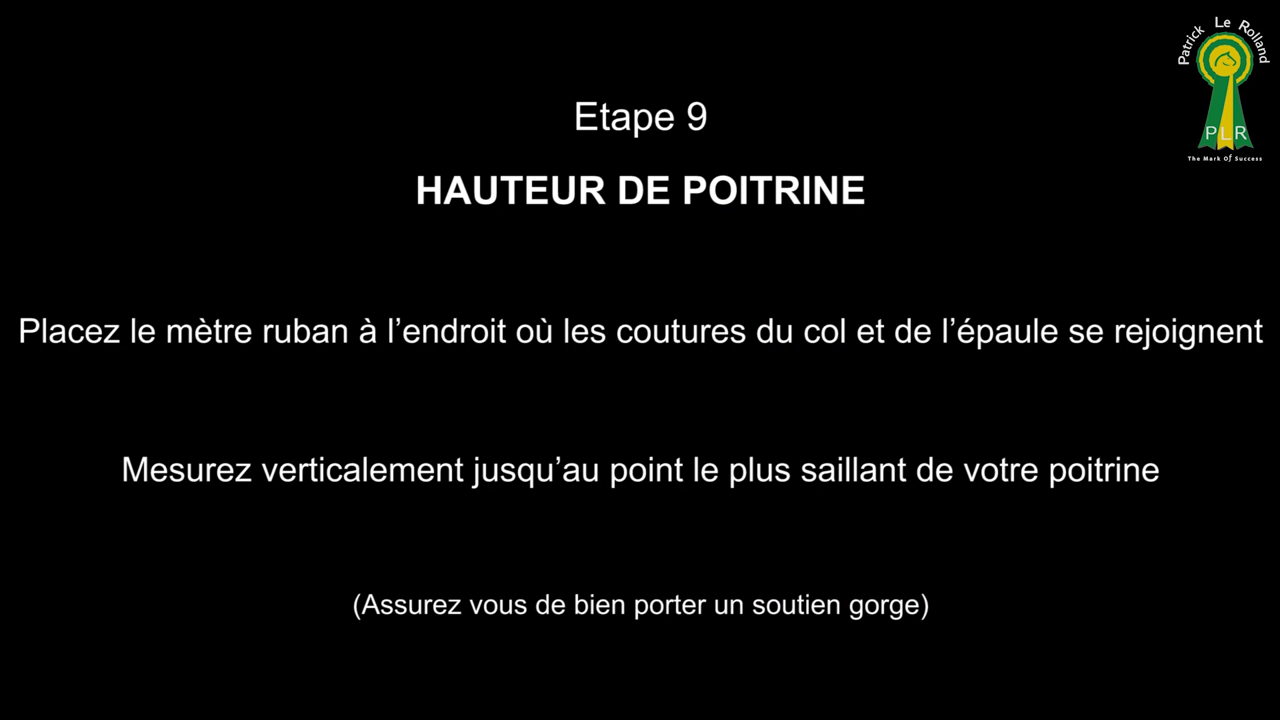 Patrick Le Rolland
PLR
The Mark Of Success
Etape 9
HAUTEUR DE POITRINE
Placez le mètre ruban à l’endroit où les coutures du col et de l’épaule se rejoignent
Mesurez verticalement jusqu’au point le plus saillant de votre poitrine
(Assurez vous de bien porter un soutien gorge)